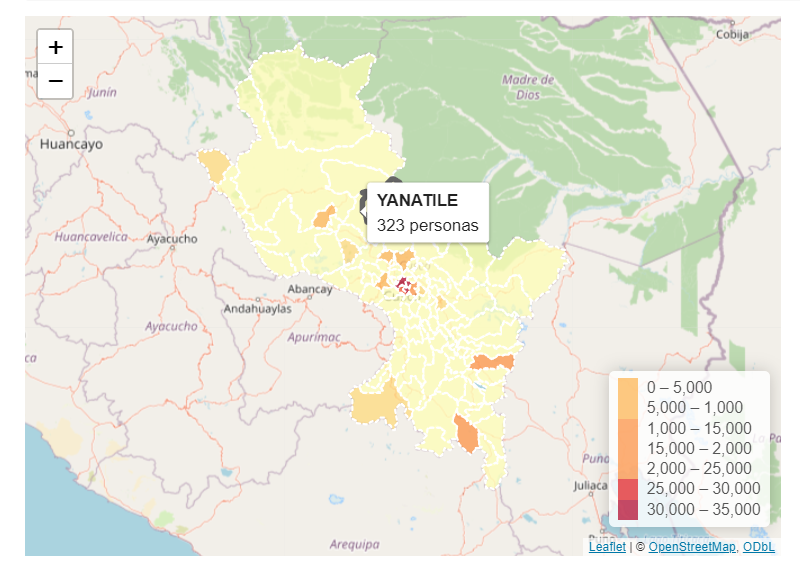 +
Cobija
−
Junín
Madre de
Dios
Huancayo
YANATILE
323 personas
Huancavelica
Ayacucho
Abancay
Andahuaylas
Ayacucho
Apurímac
0 – 5,000
5,000 – 1,000
1,000 – 15,000
15,000 – 2,000
2,000 – 25,000
25,000 – 30,000
30,000 – 35,000
Juliaca
Arequipa
Leaflet | © OpenStreetMap, ODbL